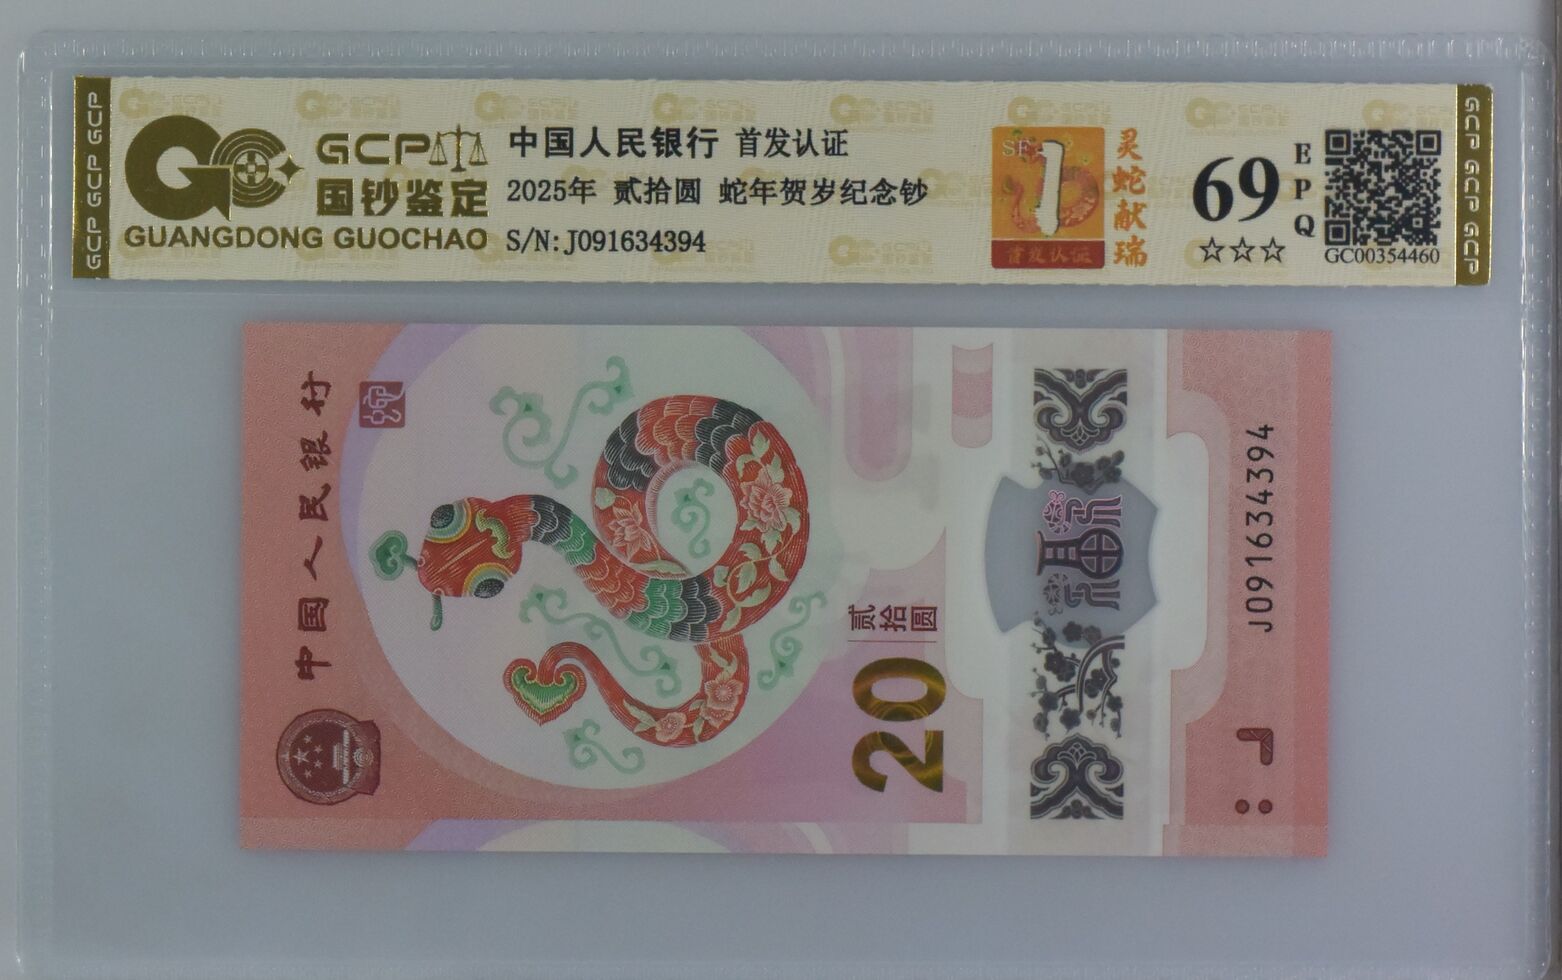 GCP GCP GCP
GCP
国钞鉴定
GUANGDONG GUOCHAO
中国人民银行 首发认证
2025年 贰拾圆 蛇年贺岁纪念钞
S/N:J091634394
SF
1
首发认证
灵蛇献瑞
69
EPQ
☆☆☆
GC00354460
GCP GCP GCP
中国人民银行
贰拾圆
20
福
J091634394